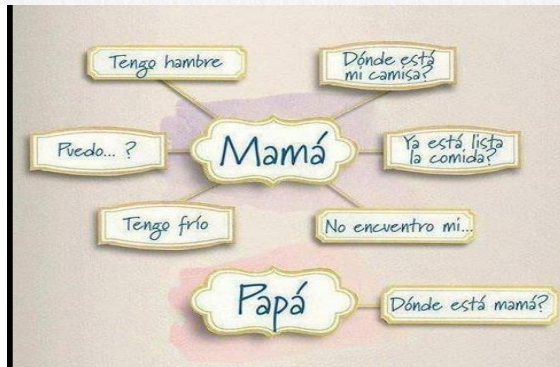 Tengo hambre
Dónde está
mi camisa?
Puedo... ?
Mamá
Ya está lista
la comida?
Tengo frío
No encuentro mi...
Papá
Dónde está mamá?